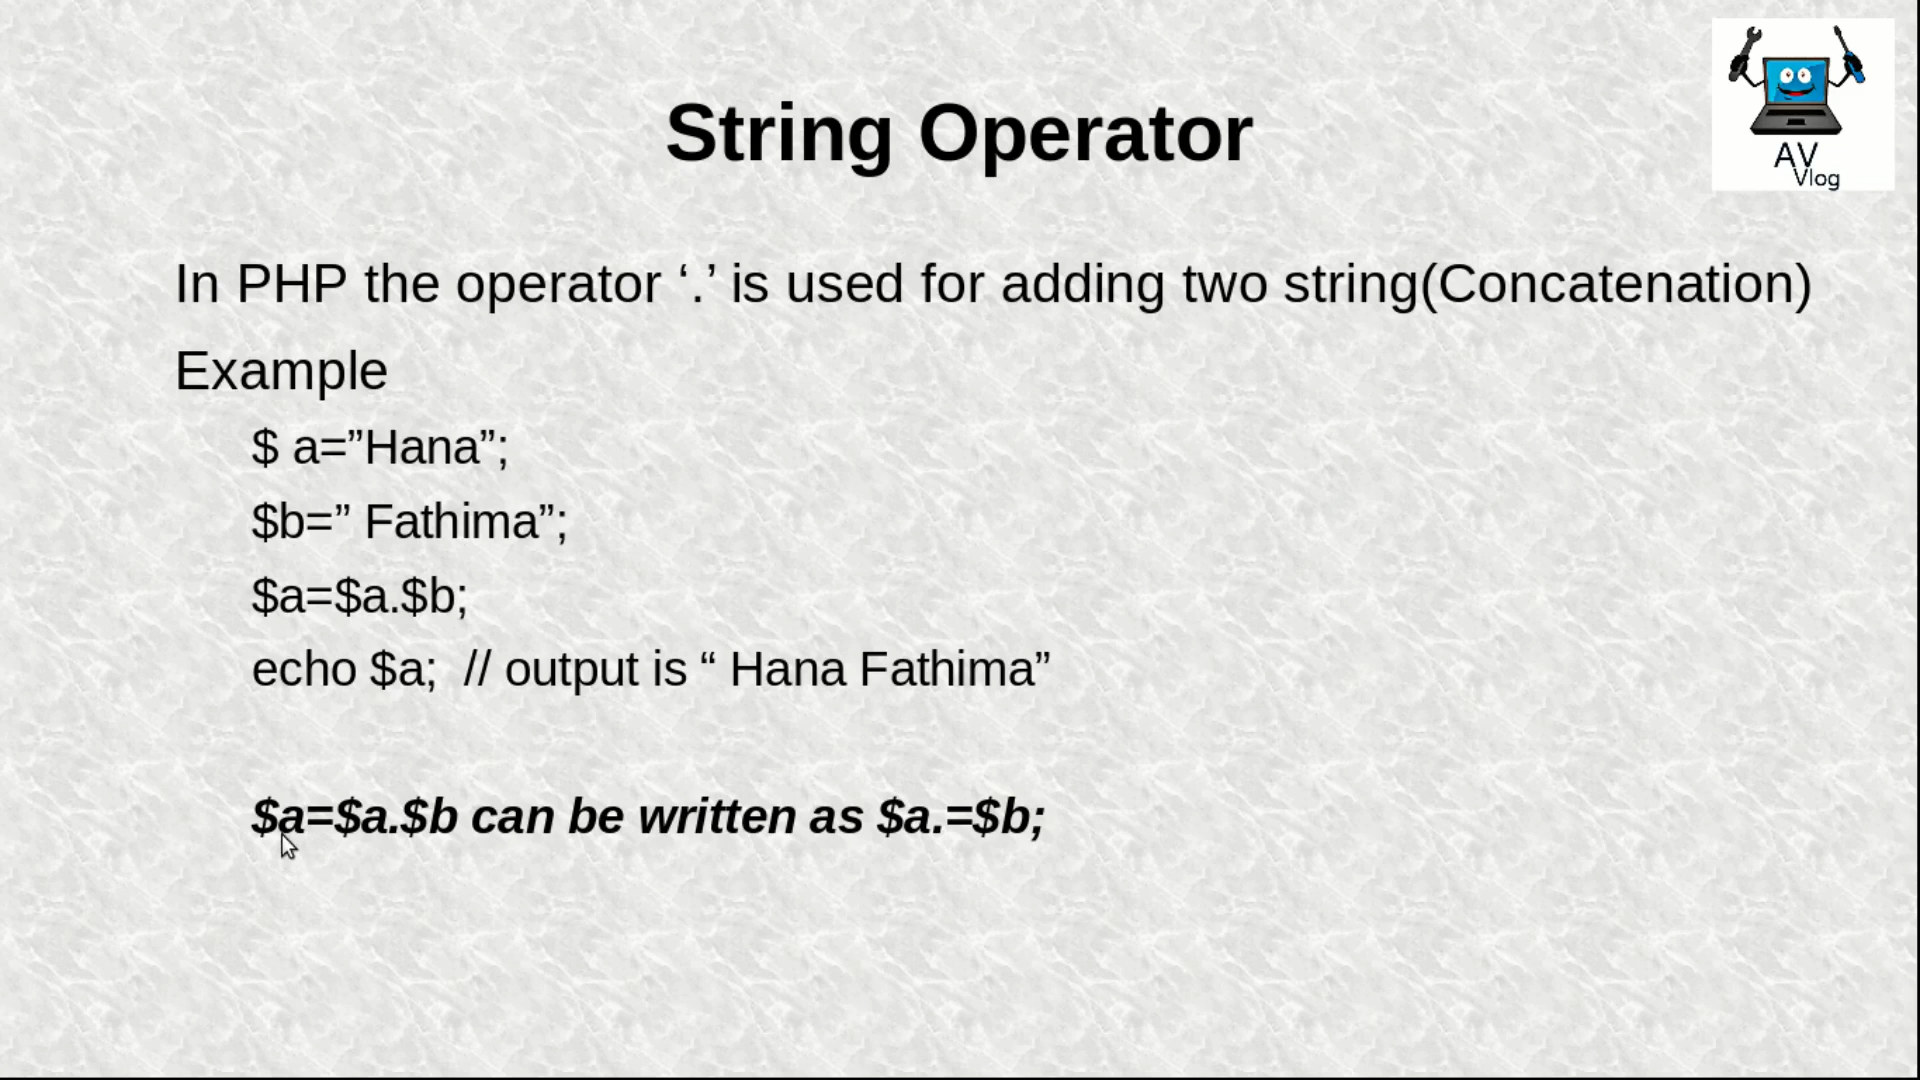 AV
Vlog
String Operator
In PHP the operator ‘.’ is used for adding two string(Concatenation)
Example
$ a=”Hana”;
$b=” Fathima”;
$a=$a.$b;
echo $a;  // output is “ Hana Fathima”
$a=$a.$b can be written as $a.=$b;